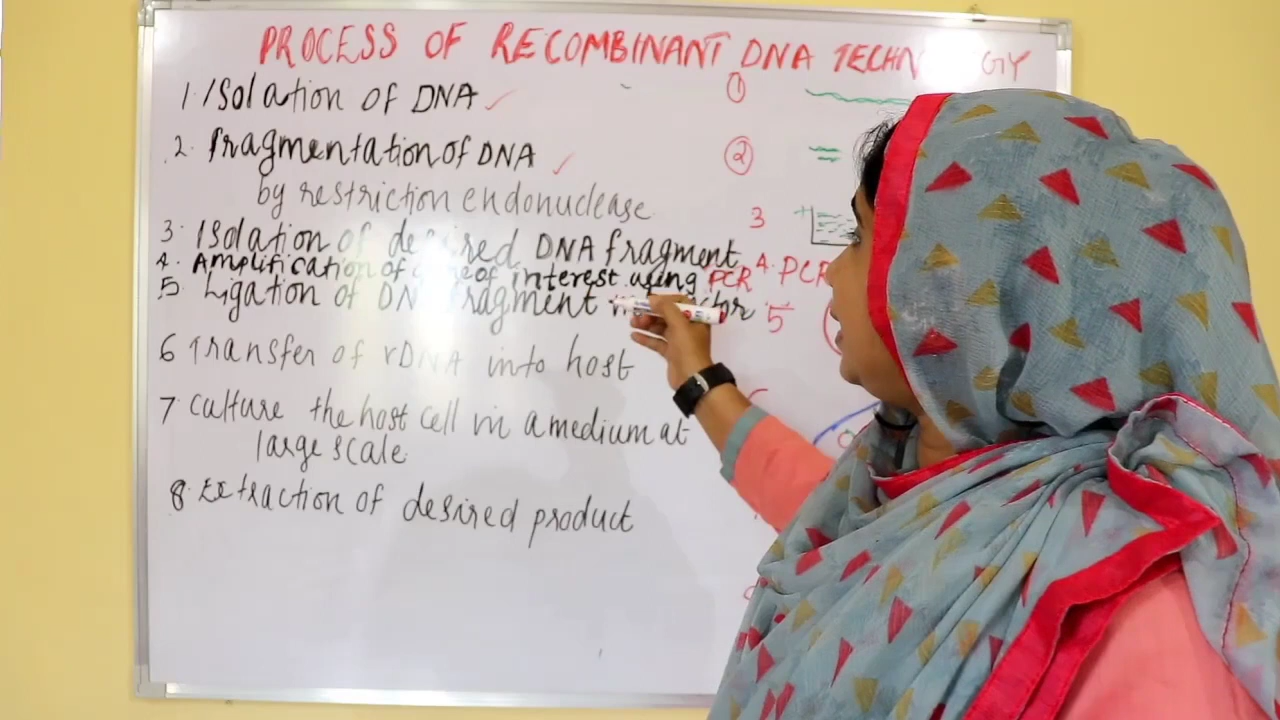 PROCESS OF RECOMBINANT DNA TECHN GY
1. Isolation of DNA ✓
2. Fragmentation of DNA ✓
by restriction endonuclease
3. Isolation of desired DNA fragment
4. Amplification of of interest using PCR
5. Ligation of DNA fragment
6 Transfer of rDNA into host
7 Culture the host cell in a medium at
large scale
8. Extraction of desired product
1
2
3
4. PCR
5